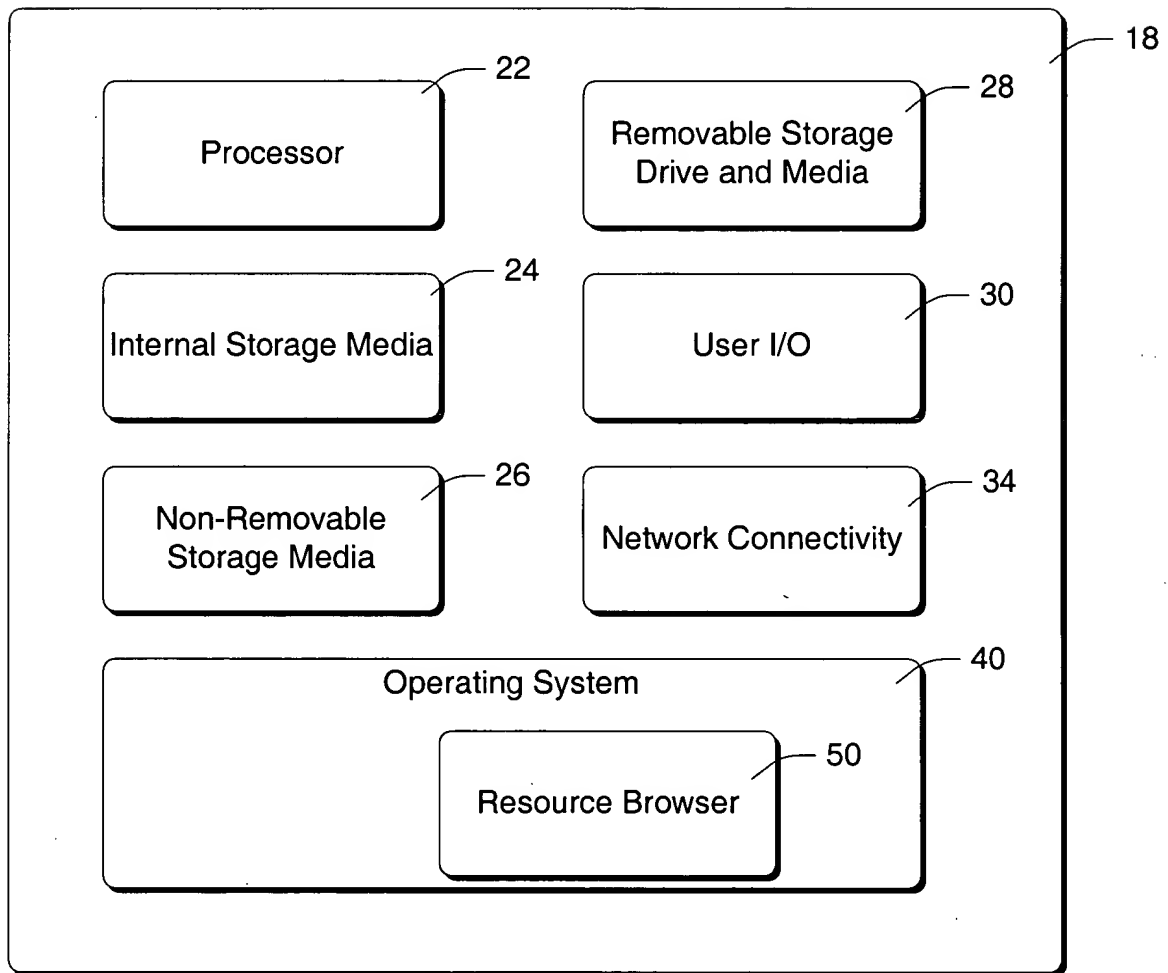 18
22
Processor
28
Removable Storage
Drive and Media
24
Internal Storage Media
30
User I/O
26
Non-Removable
Storage Media
34
Network Connectivity
40
Operating System
50
Resource Browser